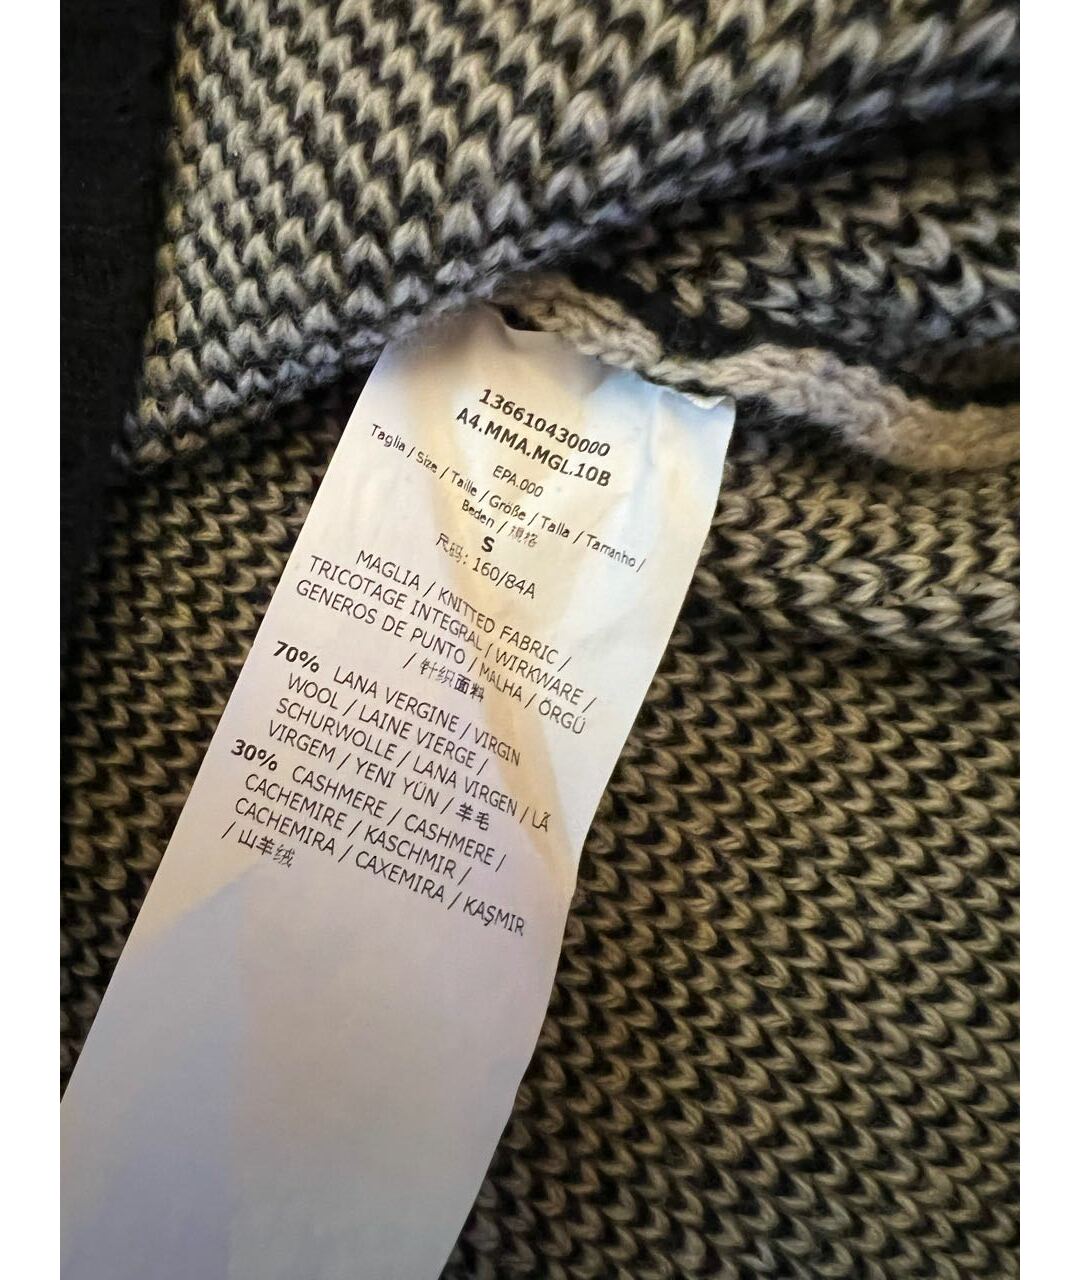 136610430000
A4.MMA.MGL.10B
EPA.000
Taglia / Size / Taille / Größe / Talla / Tamanho /
Beden / 規格
S
尺码: 160/84A
MAGLIA / KNITTED FABRIC /
TRICOTAGE INTEGRAL / WIRKWARE /
GENEROS DE PUNTO / MALHA / ÖRGÜ
/ 针织面料
70% LANA VERGINE / VIRGIN
WOOL / LAINE VIERGE /
SCHURWOLLE / LANA VIRGEN / LÃ
VIRGEM / YENI YÜN / 羊毛
30% CASHMERE / CASHMERE /
CACHEMIRE / KASCHMIR /
CACHEMIRA / CAXEMIRA / KAŞMIR
/ 山羊绒